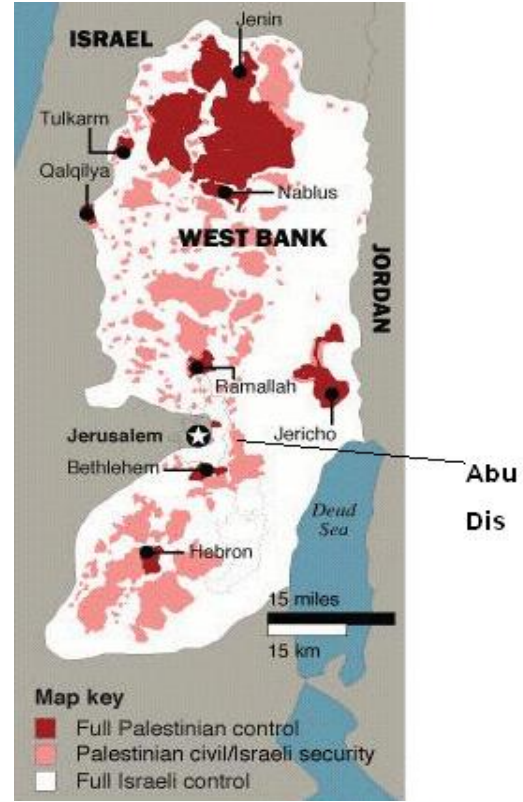 ISRAEL
Jenin
Tulkarm
Qalqilya
Nablus
WEST BANK
JORDAN
Ramallah
Jerusalem
Jericho
Bethlehem
Abu
Dis
Dead
Sea
Hebron
15 miles
15 km
Map key
Full Palestinian control
Palestinian civil/Israeli security
Full Israeli control